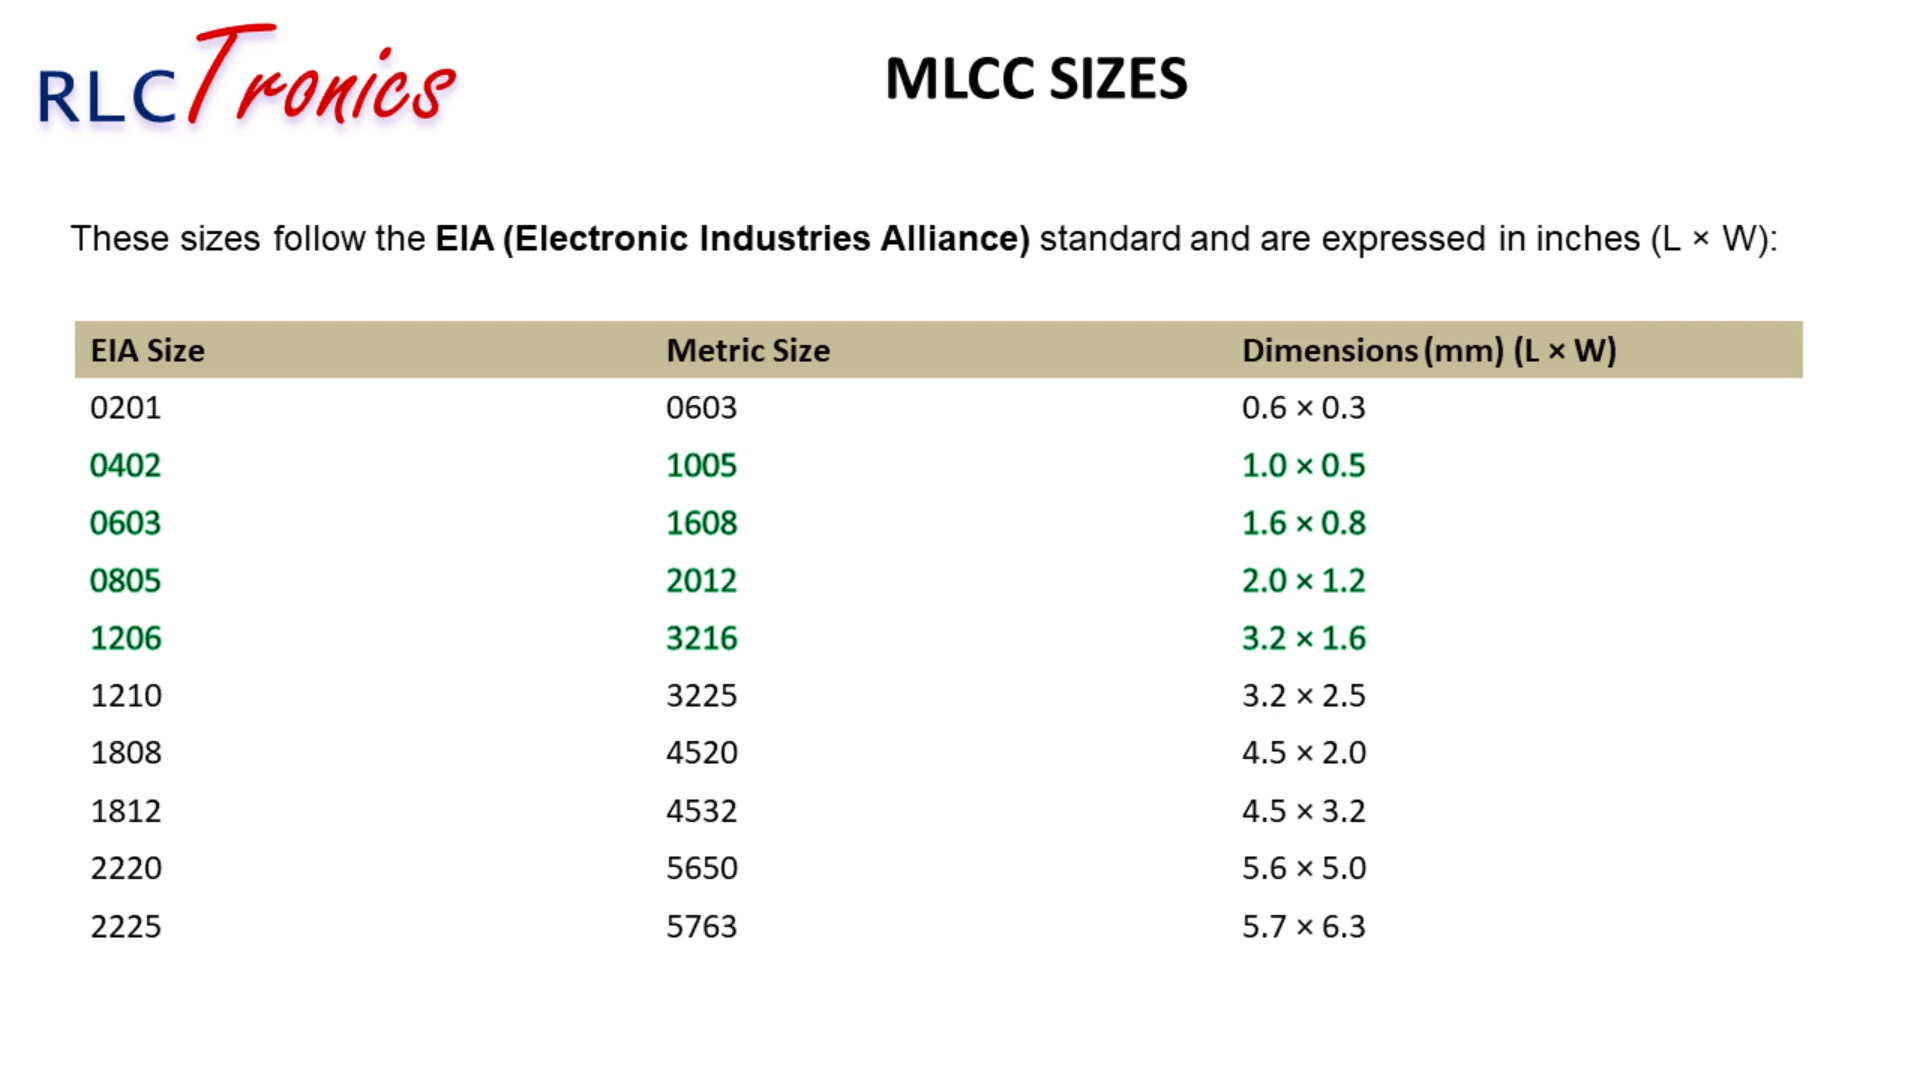 RLCTronics
MLCC SIZES
These sizes follow the EIA (Electronic Industries Alliance) standard and are expressed in inches (L × W):
EIA Size Metric Size Dimensions (mm) (L × W)
0201 0603 0.6 × 0.3
0402 1005 1.0 × 0.5
0603 1608 1.6 × 0.8
0805 2012 2.0 × 1.2
1206 3216 3.2 × 1.6
1210 3225 3.2 × 2.5
1808 4520 4.5 × 2.0
1812 4532 4.5 × 3.2
2220 5650 5.6 × 5.0
2225 5763 5.7 × 6.3